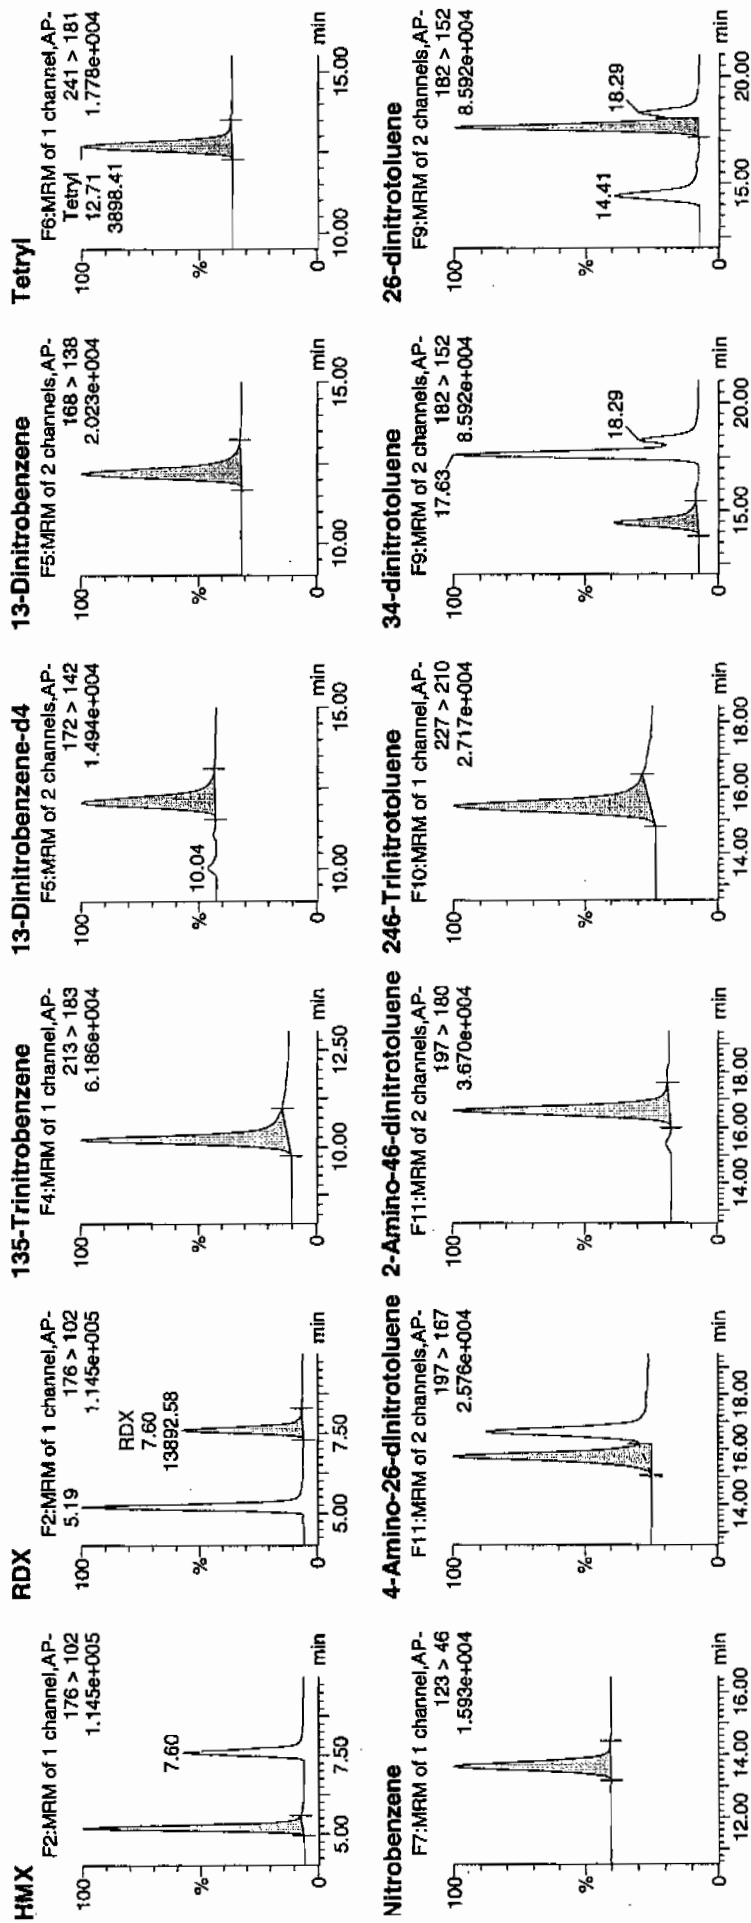 HMX
F2:MRM of 1 channel,AP-
176 > 102
1.145e+005
100
7.60
%
0
5.00
7.50
min
RDX
F2:MRM of 1 channel,AP-
176 > 102
1.145e+005
100
5.19
RDX
7.60
13892.58
%
0
5.00
7.50
min
135-Trinitrobenzene
F4:MRM of 1 channel,AP-
213 > 183
6.186e+004
100
%
0
10.00
12.50
min
13-Dinitrobenzene-d4
F5:MRM of 2 channels,AP-
172 > 142
1.494e+004
100
10.04
%
0
10.00
15.00
min
13-Dinitrobenzene
F5:MRM of 2 channels,AP-
168 > 138
2.023e+004
100
%
0
10.00
15.00
min
Tetryl
F6:MRM of 1 channel,AP-
241 > 181
1.778e+004
100
Tetryl
12.71
3898.41
%
0
10.00
15.00
min
Nitrobenzene
F7:MRM of 1 channel,AP-
123 > 46
1.593e+004
100
%
0
12.00
14.00
16.00
min
4-Amino-26-dinitrotoluene
F11:MRM of 2 channels,AP-
197 > 167
2.576e+004
100
%
0
14.00
16.00
18.00
min
2-Amino-46-dinitrotoluene
F11:MRM of 2 channels,AP-
197 > 180
3.670e+004
100
%
0
14.00
16.00
18.00
min
246-Trinitrotoluene
F10:MRM of 1 channel,AP-
227 > 210
2.717e+004
100
%
0
14.00
16.00
18.00
min
34-dinitrotoluene
F9:MRM of 2 channels,AP-
182 > 152
8.592e+004
100
17.63
18.29
%
0
15.00
20.00
min
26-dinitrotoluene
F9:MRM of 2 channels,AP-
182 > 152
8.592e+004
100
14.41
18.29
%
0
15.00
20.00
min